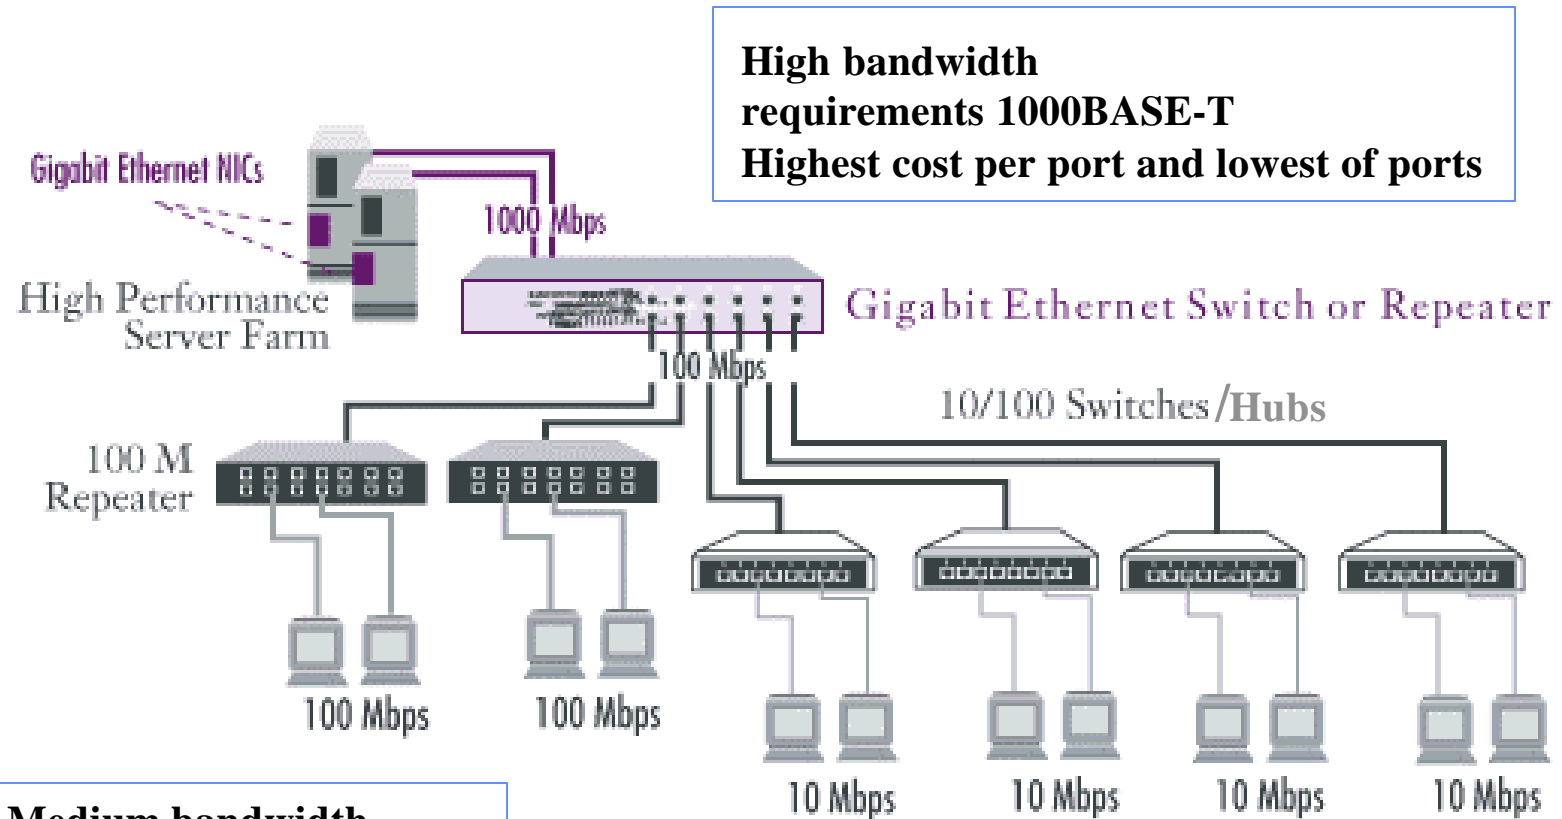 High bandwidth
requirements 1000BASE-T
Highest cost per port and lowest of ports
Gigabit Ethernet NICs
1000 Mbps
High Performance
Server Farm
Gigabit Ethernet Switch or Repeater
100 Mbps
10/100 Switches/Hubs
100 M
Repeater
100 Mbps
100 Mbps
10 Mbps
10 Mbps
10 Mbps
10 Mbps
Medium bandwidth